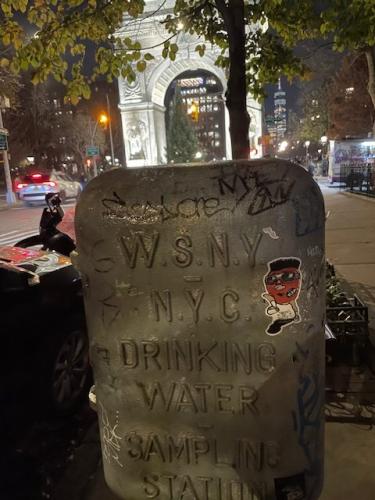 W.S.N.Y.
N.Y.C.
DRINKING
WATER
SAMPLING
STATION